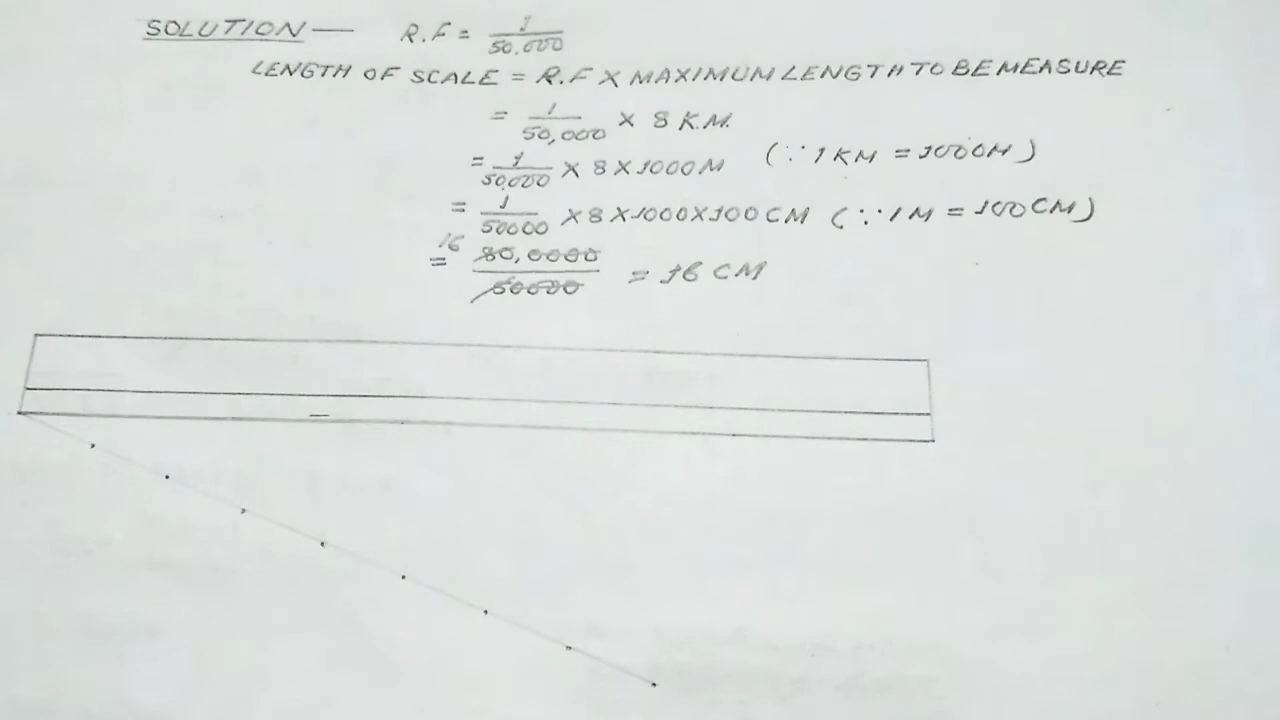 SOLUTION — R.F = 1/50,000
LENGTH OF SCALE = R.F X MAXIMUM LENGTH TO BE MEASURE
= 1/50,000 X 8 K.M.
= 1/50,000 X 8 X 1000 M (∵ 1 KM = 1000M)
= 1/50000 X 8 X 1000 X 100 CM (∵ 1 M = 100 CM)
= 16 80,0000/50000 = 16 CM